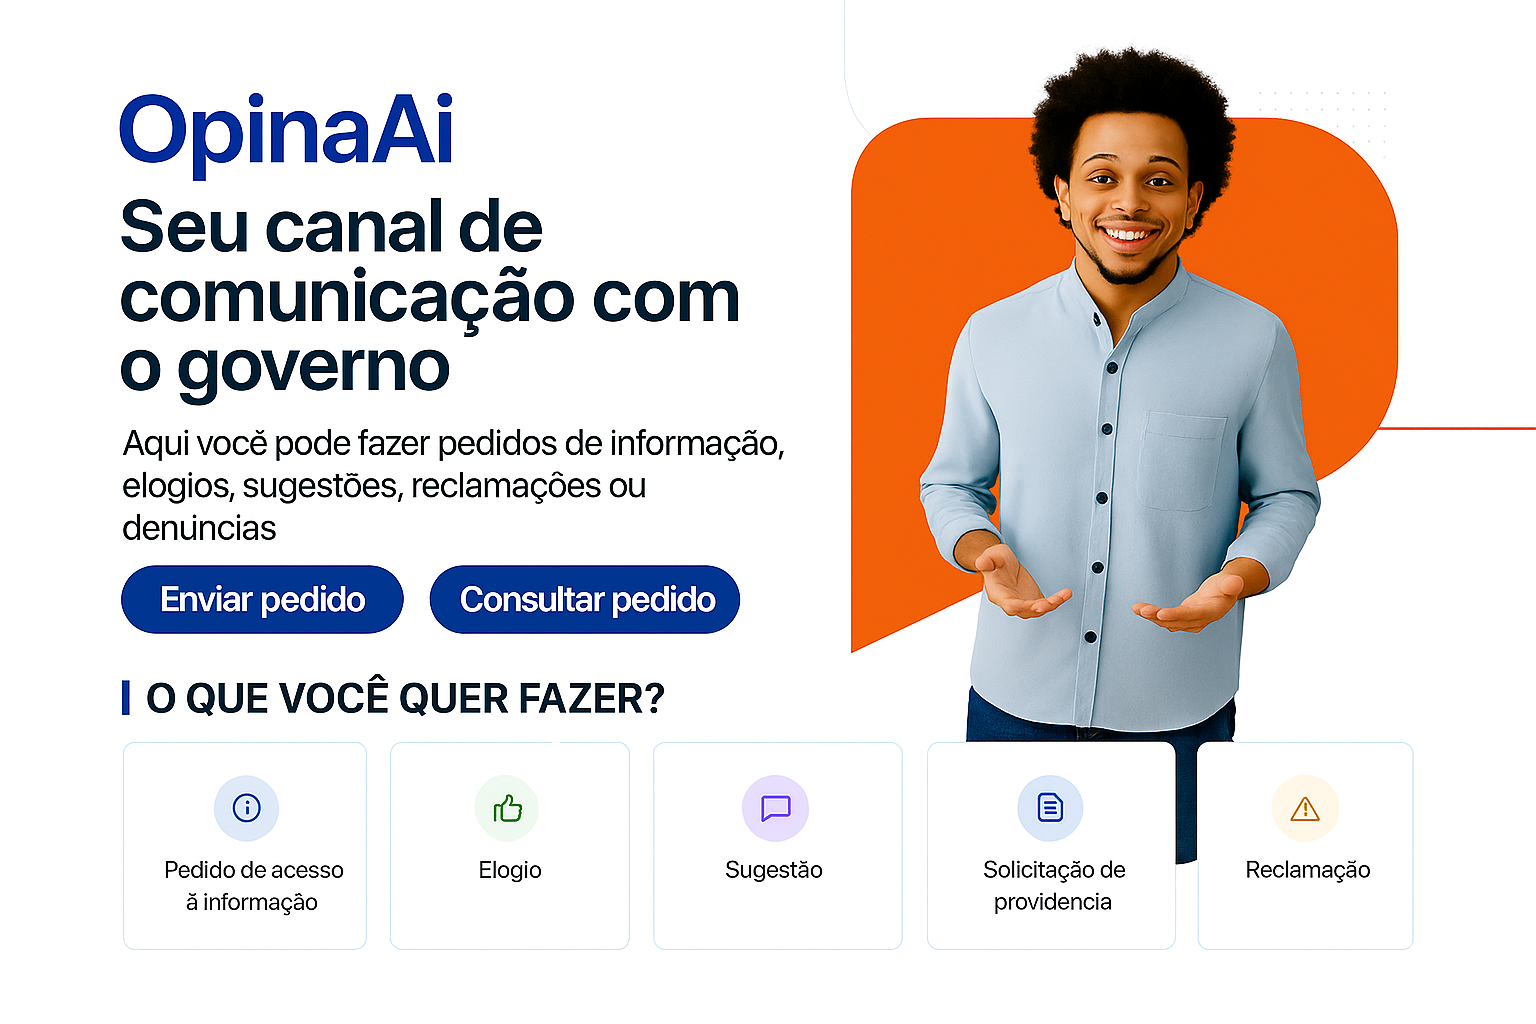 OpinaAi
Seu canal de
comunicação com
o governo
Aqui você pode fazer pedidos de informação,
elogios, sugestões, reclamações ou
denuncias
Enviar pedido
Consultar pedido
O QUE VOCÊ QUER FAZER?
Pedido de acesso
ă informação
Elogio
Sugestão
Solicitação de
providencia
Reclamação